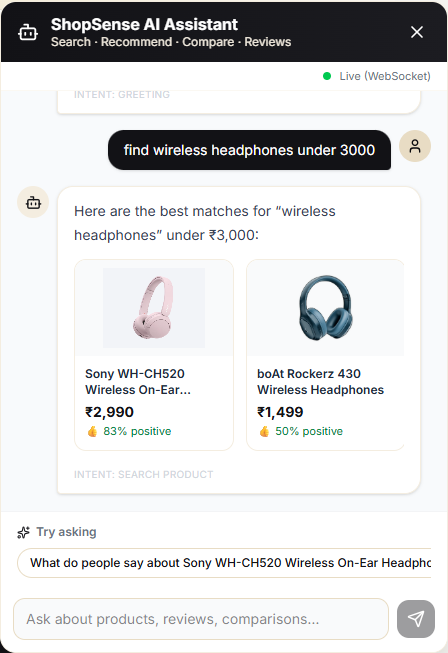 ShopSense AI Assistant
Search · Recommend · Compare · Reviews
Live (WebSocket)
INTENT: GREETING
find wireless headphones under 3000
Here are the best matches for “wireless
headphones” under ₹3,000:
Sony WH-CH520
Wireless On-Ear...
₹2,990
83% positive
boAt Rockerz 430
Wireless Headphones
₹1,499
50% positive
INTENT: SEARCH PRODUCT
Try asking
What do people say about Sony WH-CH520 Wireless On-Ear Headpho
Ask about products, reviews, comparisons...